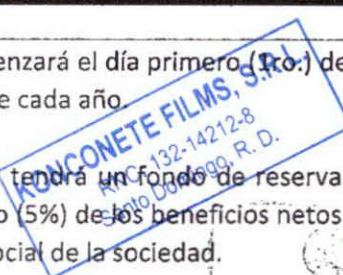 enzará el día primero (1ro.) de
e cada año.
KONCONETE FILMS, S.R.L.
RNC: 132-14212-8
Santo Domingo, R. D.
tendrá un fondo de reserva
o (5%) de los beneficios netos
ocial de la sociedad.